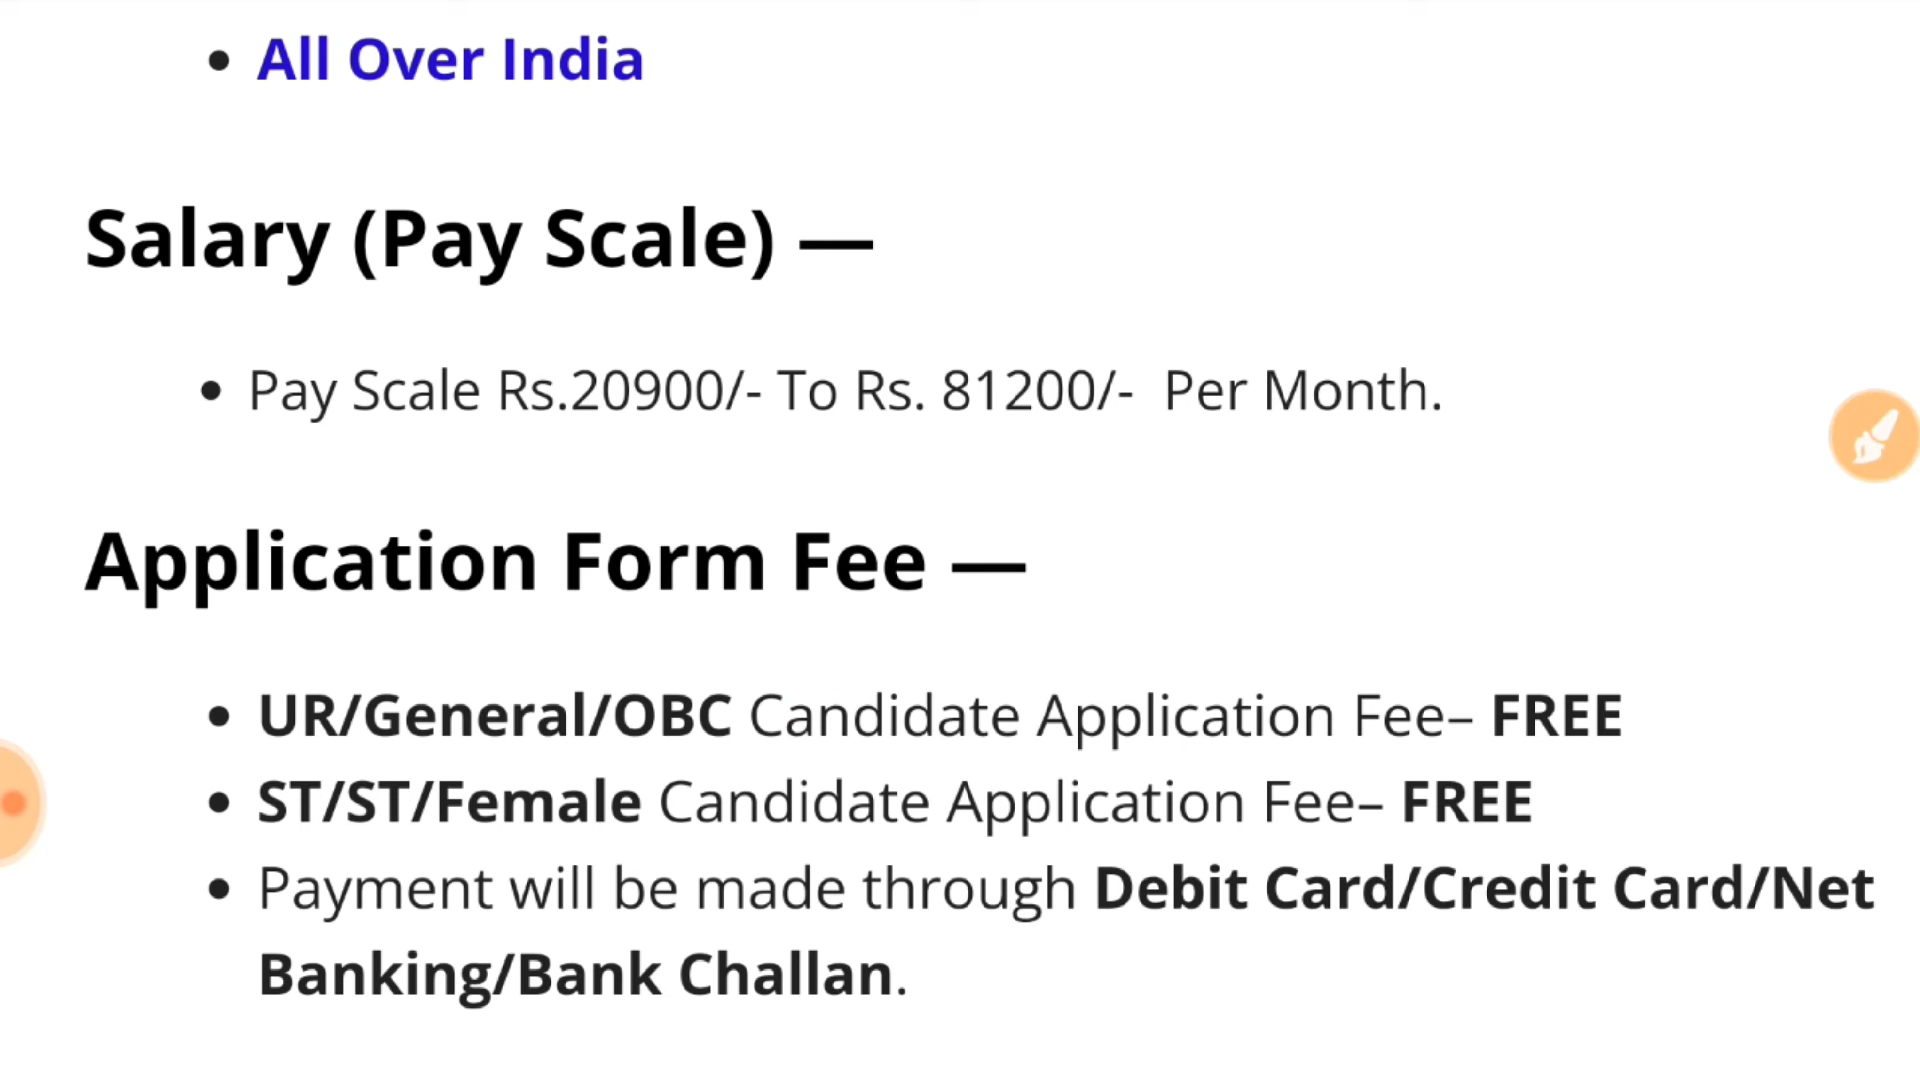 All Over India
Salary (Pay Scale) —
Pay Scale Rs.20900/- To Rs. 81200/-  Per Month.
Application Form Fee —
UR/General/OBC Candidate Application Fee– FREE
ST/ST/Female Candidate Application Fee– FREE
Payment will be made through Debit Card/Credit Card/Net
Banking/Bank Challan.